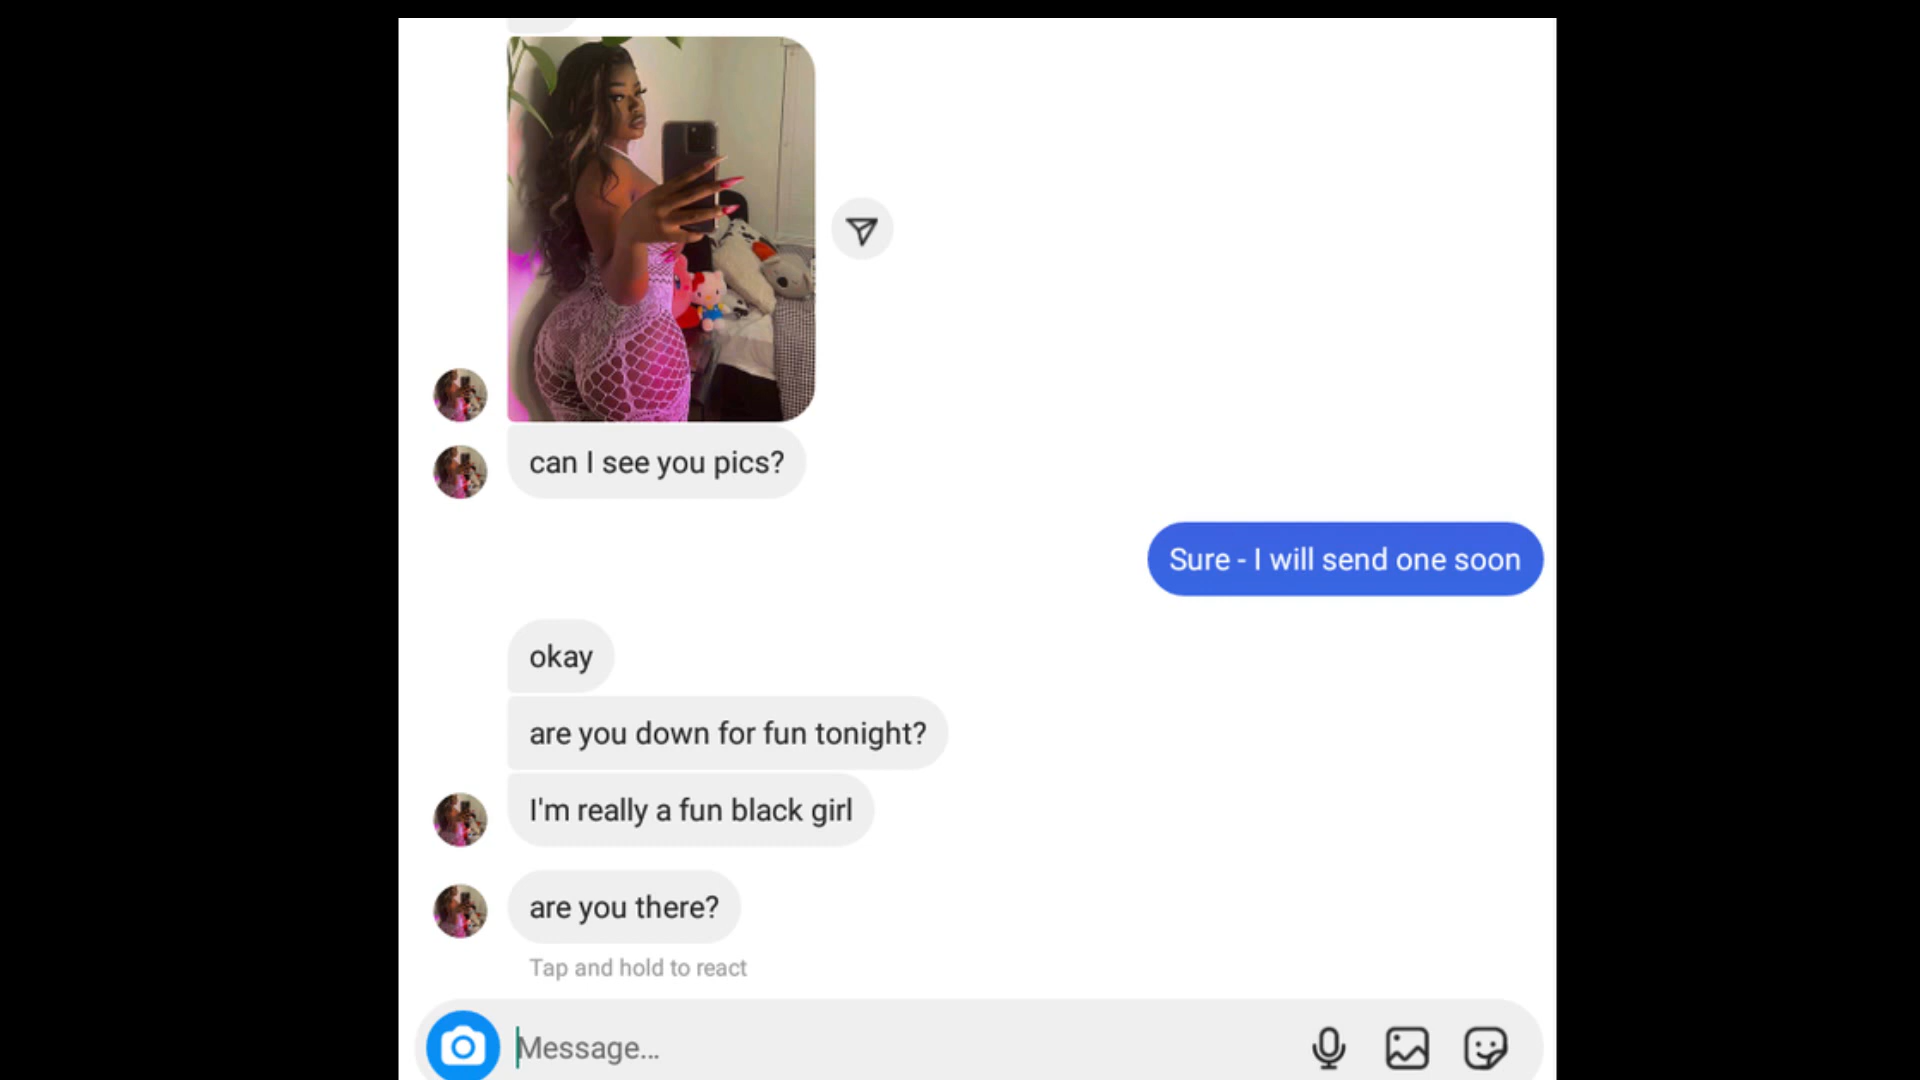 can I see you pics?
Sure - I will send one soon
okay
are you down for fun tonight?
I'm really a fun black girl
are you there?
Tap and hold to react
Message...